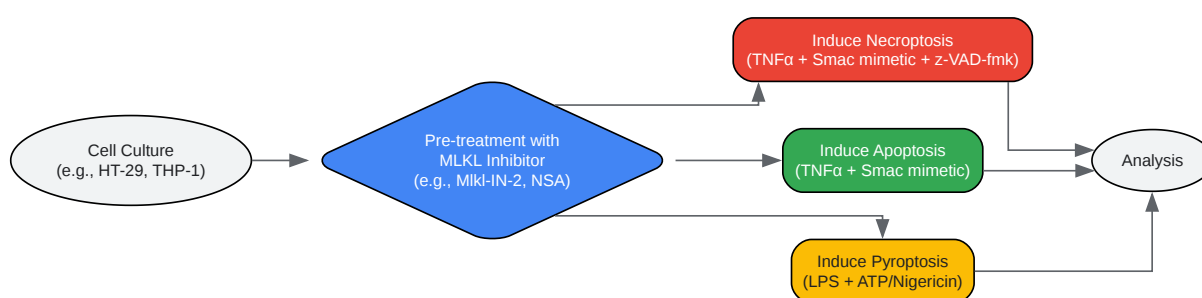 Cell Culture
(e.g., HT-29, THP-1)
Pre-treatment with
MLKL Inhibitor
(e.g., Mlkl-IN-2, NSA)
Induce Necroptosis
(TNFα + Smac mimetic + z-VAD-fmk)
Induce Apoptosis
(TNFα + Smac mimetic)
Induce Pyroptosis
(LPS + ATP/Nigericin)
Analysis